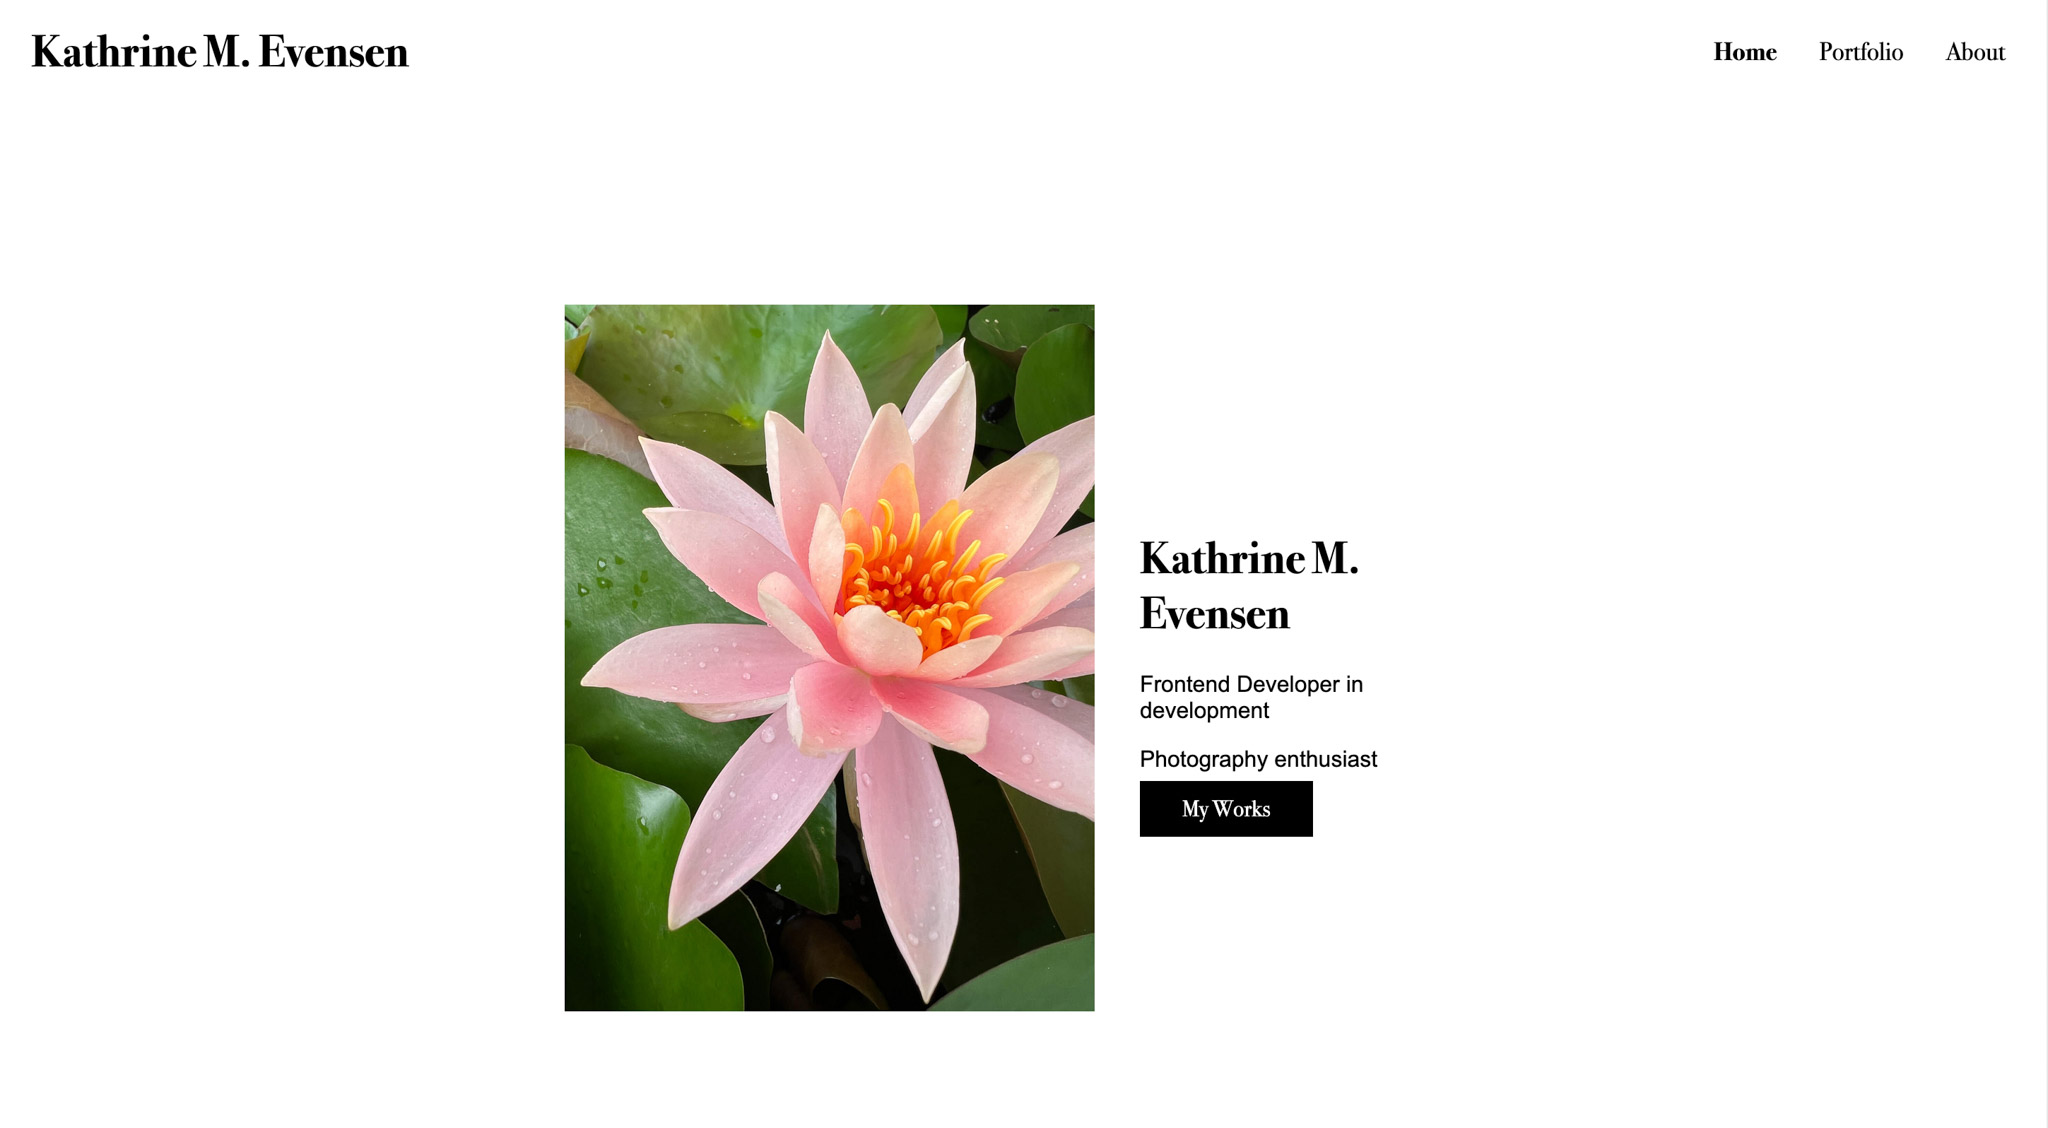 Kathrine M. Evensen
Home
Portfolio
About
Kathrine M.
Evensen
Frontend Developer in
development
Photography enthusiast
My Works